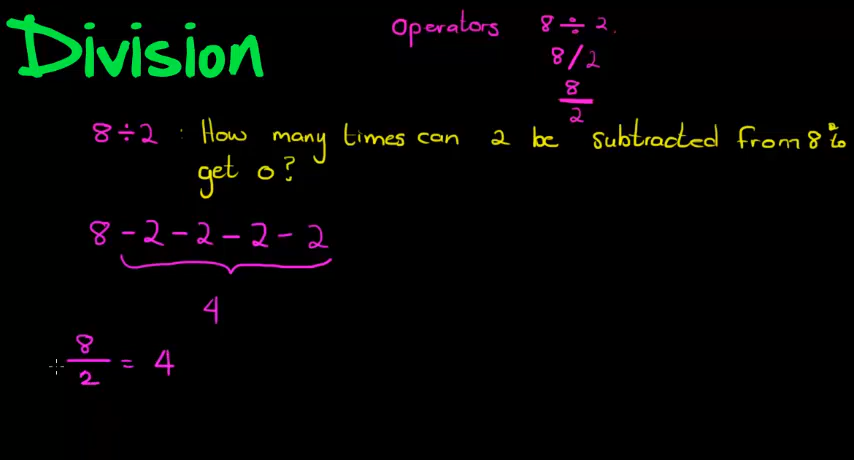 Division
Operators 8 ÷ 2.
8 / 2
8
2
8 ÷ 2 : How many times can 2 be subtracted from 8 to
get 0?
8 - 2 - 2 - 2 - 2
4
8
2 = 4